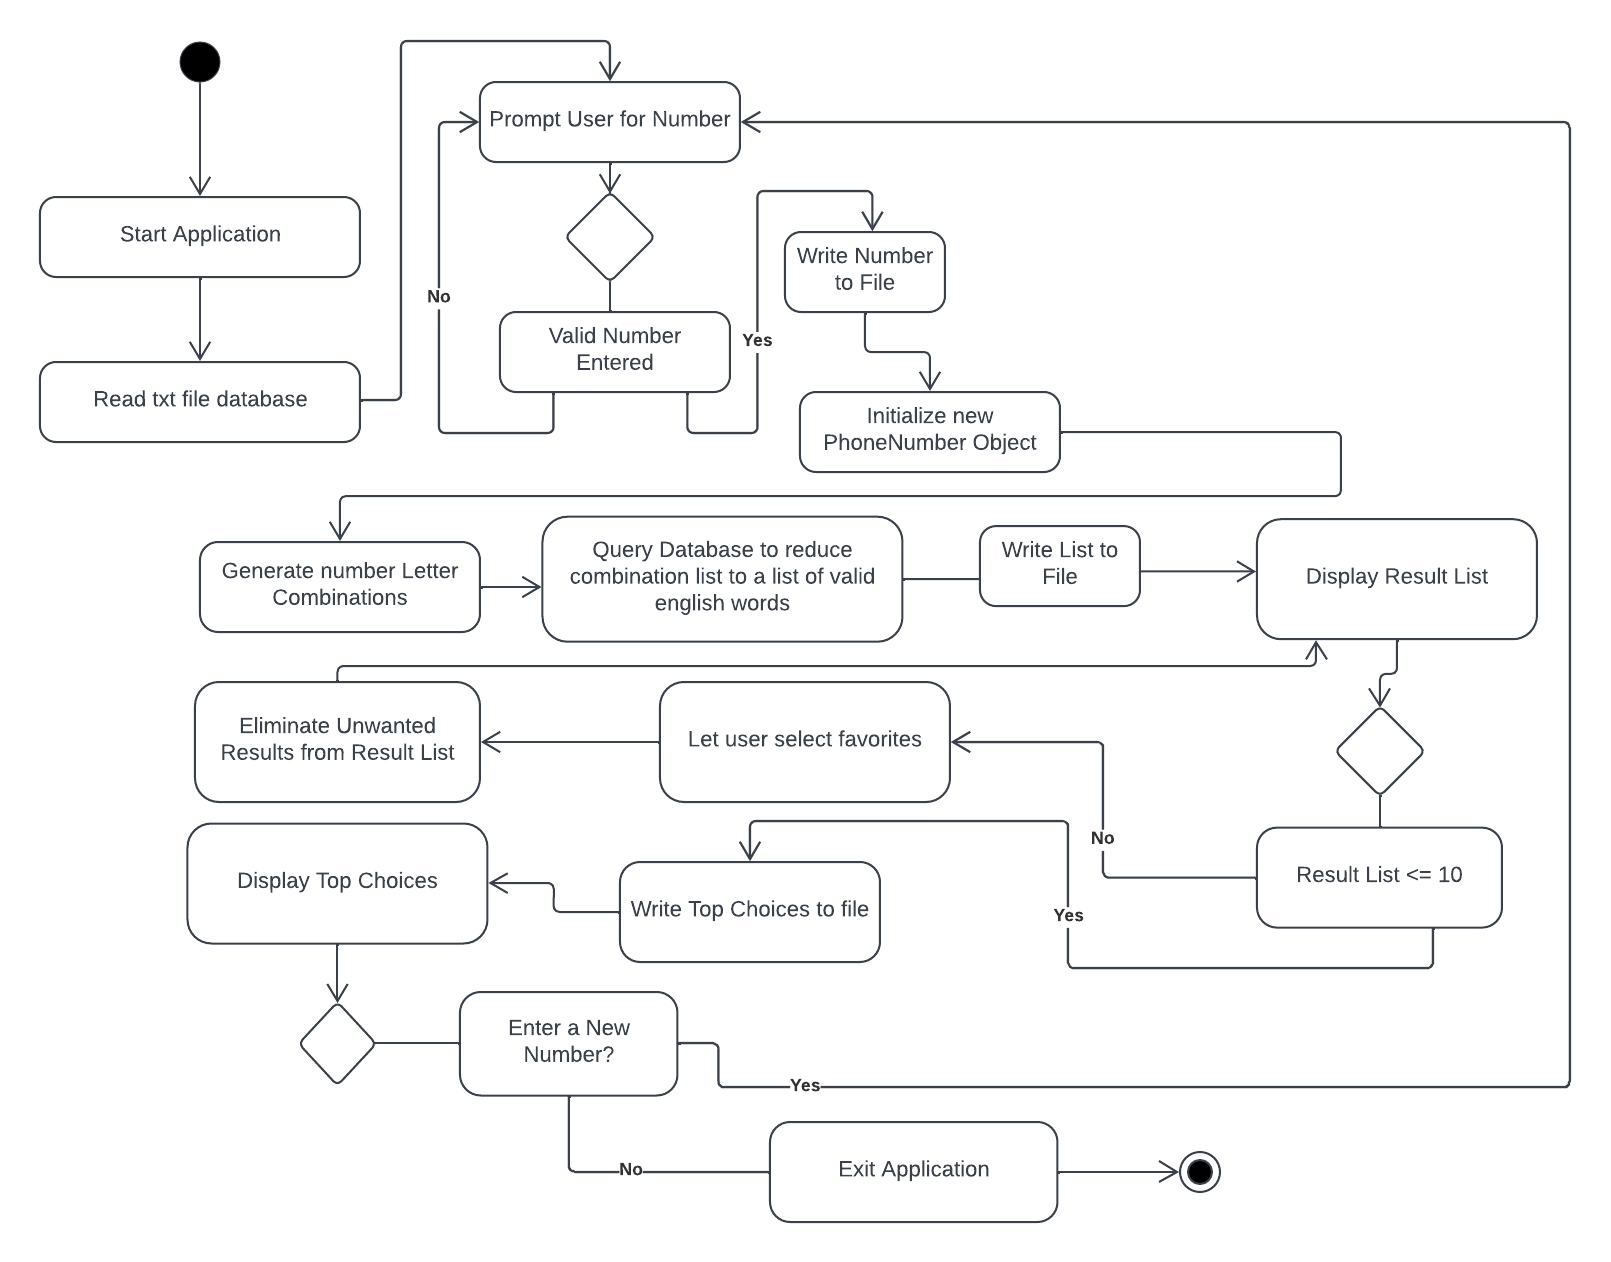 Prompt User for Number
Start Application
Write Number
to File
No
Valid Number
Entered
Yes
Read txt file database
Initialize new
PhoneNumber Object
Generate number Letter
Combinations
Query Database to reduce
combination list to a list of valid
english words
Write List to
File
Display Result List
Eliminate Unwanted
Results from Result List
Let user select favorites
No
Result List <= 10
Display Top Choices
Write Top Choices to file
Yes
Enter a New
Number?
Yes
No
Exit Application